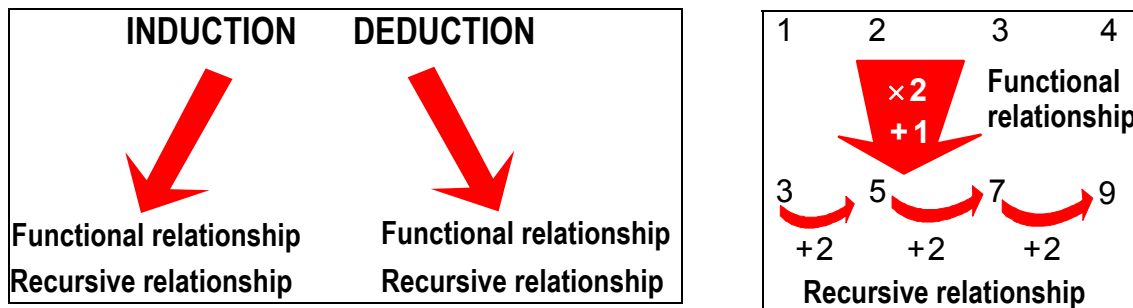 INDUCTION DEDUCTION
Functional relationship Functional relationship
Recursive relationship Recursive relationship
1 2 3 4
×2
+1
Functional
relationship
3 5 7 9
+2 +2 +2
Recursive relationship